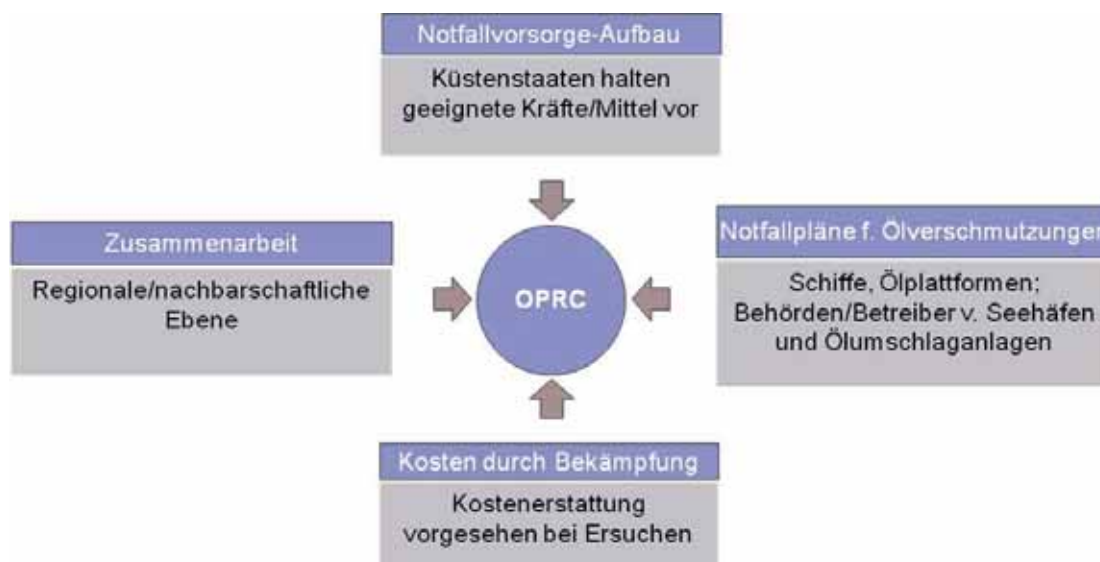 Notfallvorsorge-Aufbau
Küstenstaaten halten
geeignete Kräfte/Mittel vor
Zusammenarbeit
Regionale/nachbarschaftliche
Ebene
OPRC
Notfallpläne f. Ölverschmutzungen
Schiffe, Ölplattformen;
Behörden/Betreiber v. Seehäfen
und Ölumschlaganlagen
Kosten durch Bekämpfung
Kostenerstattung
vorgesehen bei Ersuchen